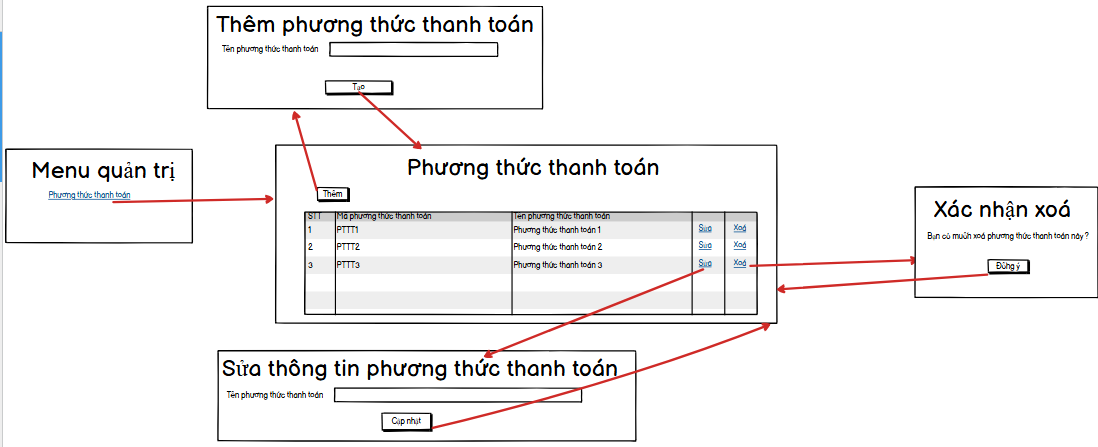 Thêm phương thức thanh toán
Tên phương thức thanh toán
Tạo
Menu quản trị
Phương thức thanh toán
Phương thức thanh toán
Thêm
STT Mã phương thức thanh toán Tên phương thức thanh toán
1 PTTT1 Phương thức thanh toán 1 Sửa Xoá
2 PTTT2 Phương thức thanh toán 2 Sửa Xoá
3 PTTT3 Phương thức thanh toán 3 Sửa Xoá
Xác nhận xoá
Bạn có muốn xoá phương thức thanh toán này ?
Đồng ý
Sửa thông tin phương thức thanh toán
Tên phương thức thanh toán
Cập nhật